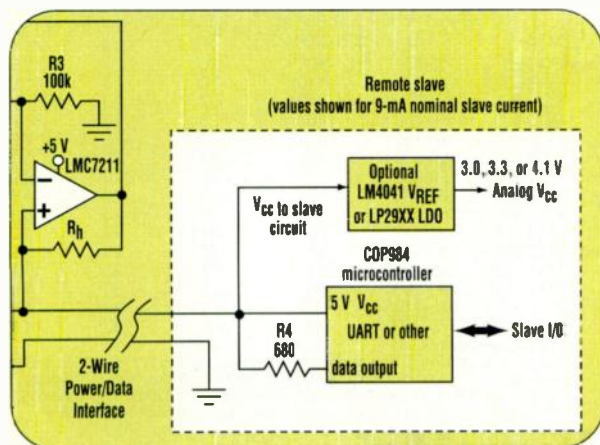 R3
100k
+5 V
LMC7211
−
+
Rh
2-Wire
Power/Data
Interface
Remote slave
(values shown for 9-mA nominal slave current)
VCC to slave
circuit
Optional
LM4041 VREF
or LP29XX LDO
3.0, 3.3, or 4.1 V
Analog VCC
COP984
microcontroller
5 V VCC
UART or other
data output
R4
680
Slave I/O